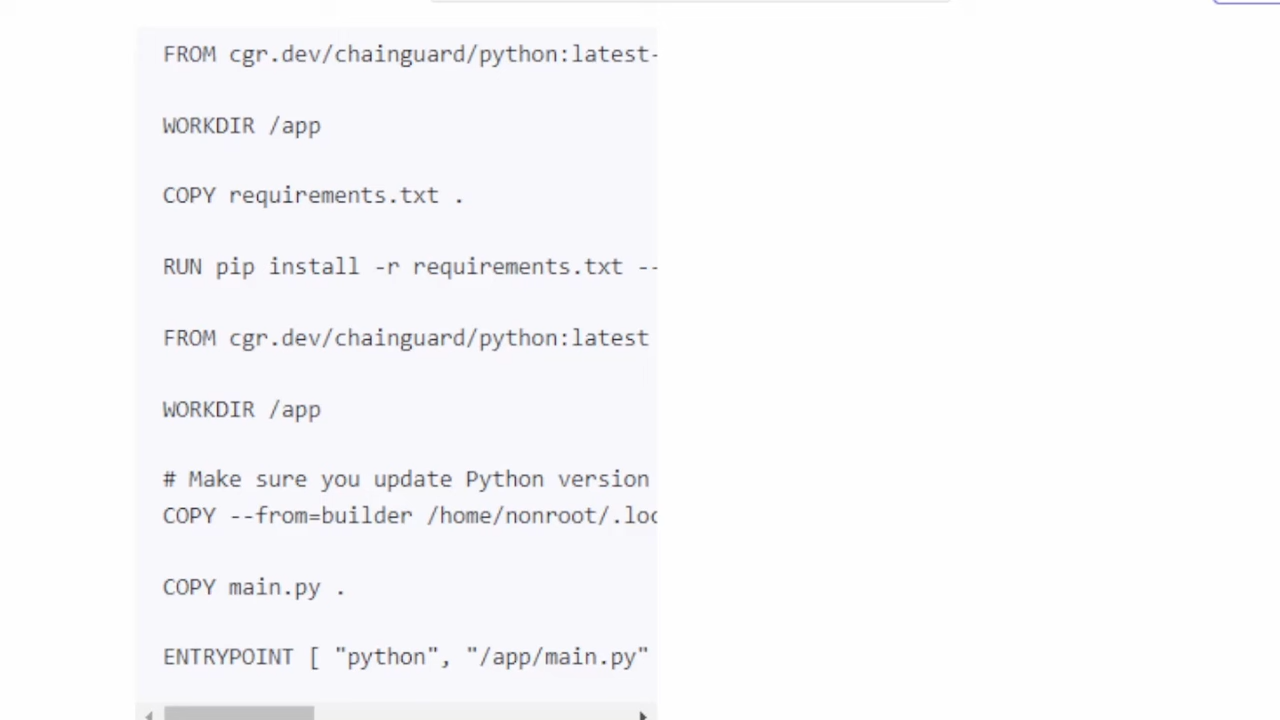 FROM cgr.dev/chainguard/python:latest-
WORKDIR /app
COPY requirements.txt .
RUN pip install -r requirements.txt --
FROM cgr.dev/chainguard/python:latest
WORKDIR /app
# Make sure you update Python version
COPY --from=builder /home/nonroot/.loc
COPY main.py .
ENTRYPOINT [ "python", "/app/main.py"